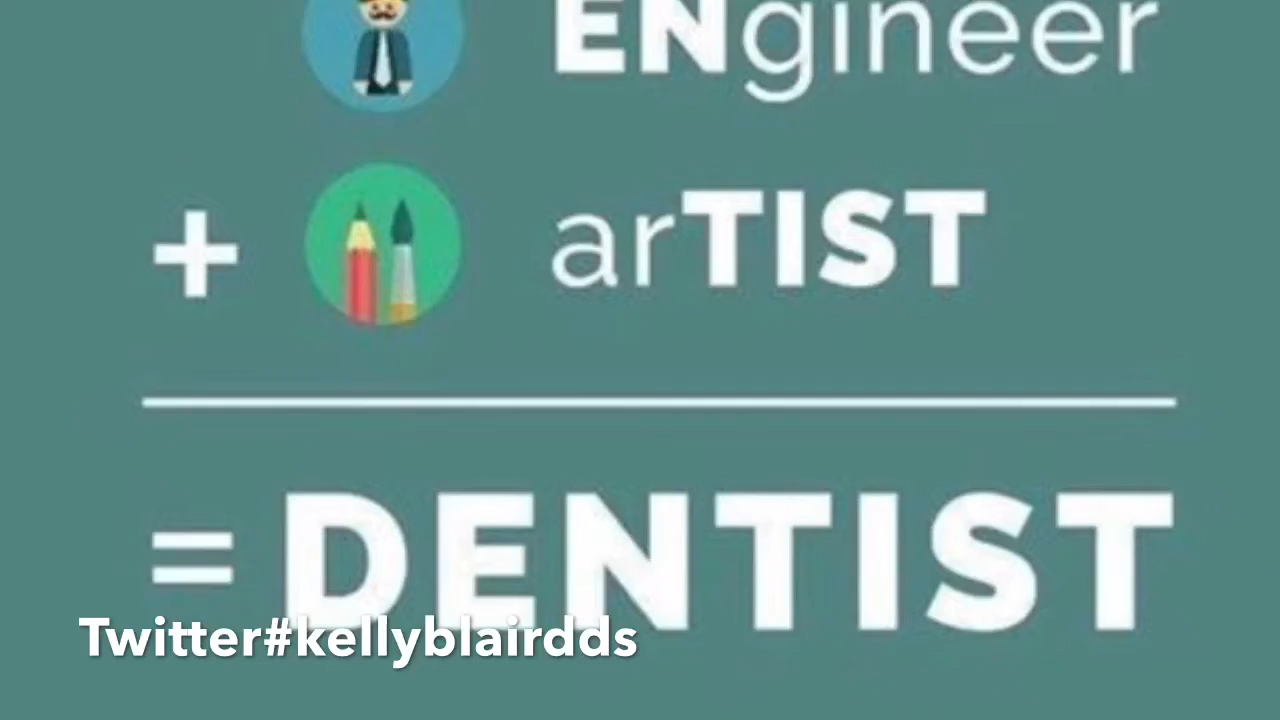 ENgineer
+ arTIST
= DENTIST
Twitter#kellyblairdds